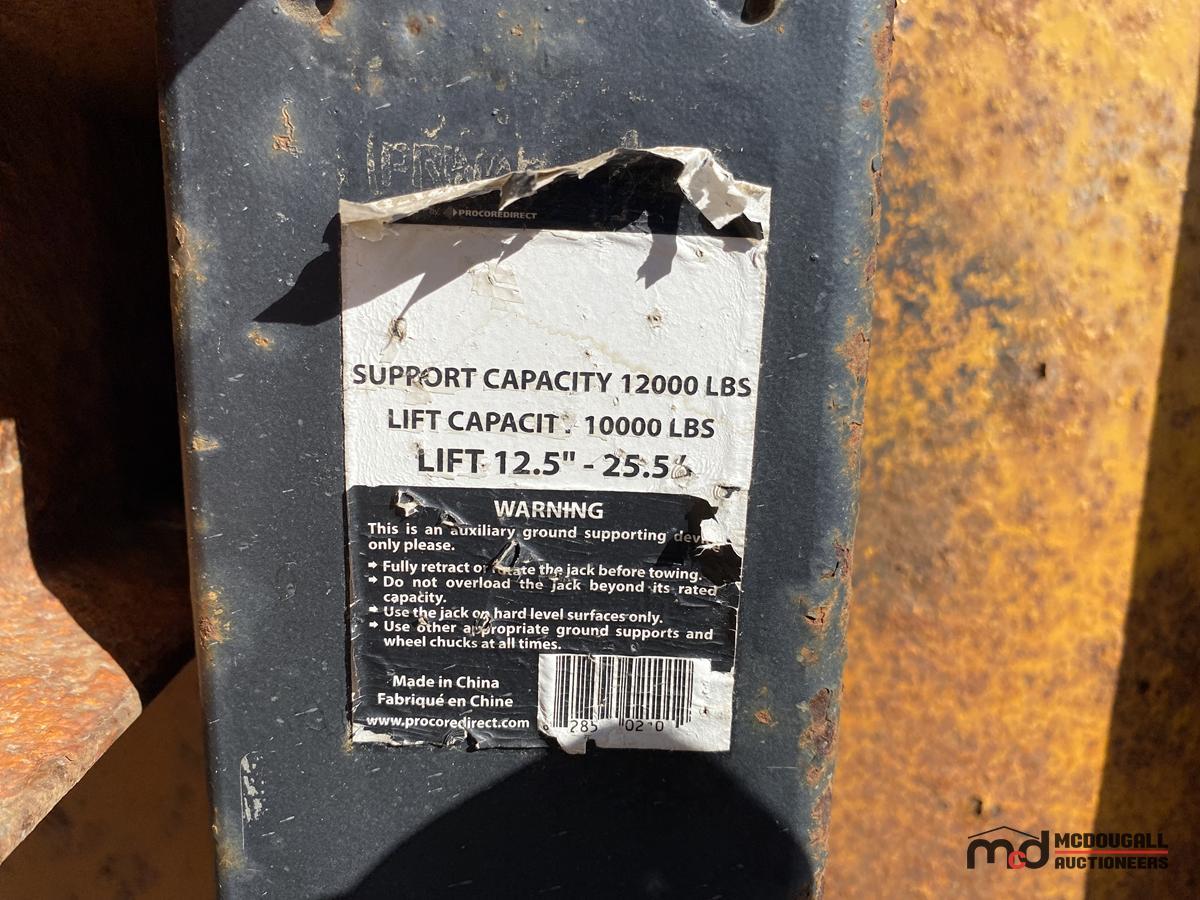 PROCOREDIRECT
SUPPORT CAPACITY 12000 LBS
LIFT CAPACIT 10000 LBS
LIFT 12.5" - 25.5
WARNING
This is an auxiliary ground supporting dev
only please.
➔ Fully retract or rotate the jack before towing.
➔ Do not overload the jack beyond its rated
capacity.
➔ Use the jack on hard level surfaces only.
➔ Use other appropriate ground supports and
wheel chucks at all times.
Made in China
Fabriqué en Chine
www.procoredirect.com
285 02 0
mcd MCDOUGALL
AUCTIONEERS